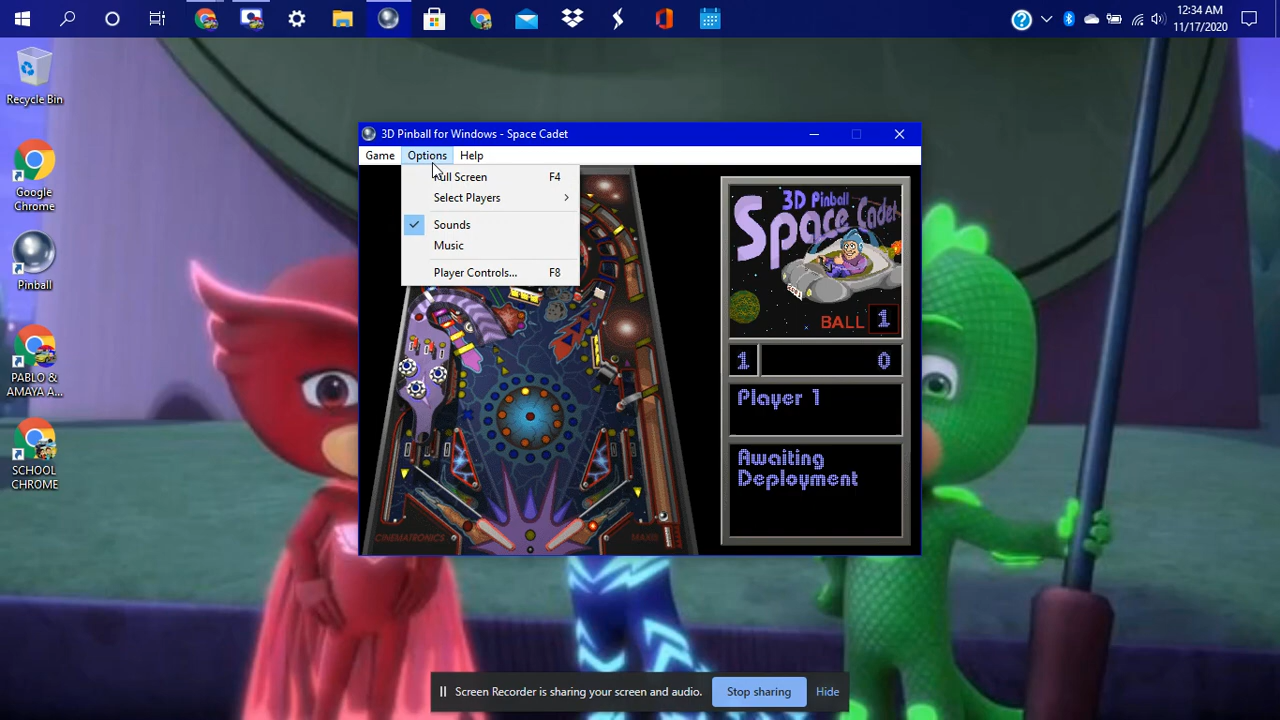 12:34 AM
11/17/2020
Recycle Bin
Google
Chrome
Pinball
PABLO &
AMAYA A...
SCHOOL
CHROME
3D Pinball for Windows - Space Cadet
Game Options Help
Full Screen F4
Select Players
Sounds
Music
Player Controls... F8
3D Pinball
Space Cadet
BALL 1
1 0
Player 1
Awaiting
Deployment
CINEMATRONICS MAXIS
Screen Recorder is sharing your screen and audio. Stop sharing Hide